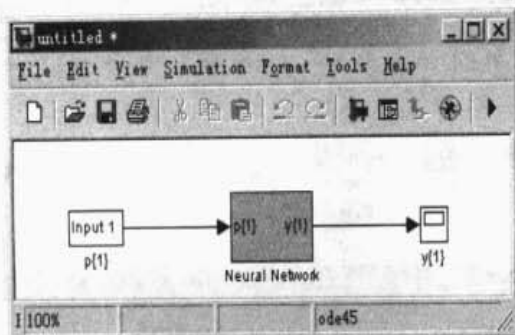 untitled *
File Edit View Simulation Format Tools Help
Input 1
p{1}
p{1} y{1}
Neural Network
y{1}
100%
ode45